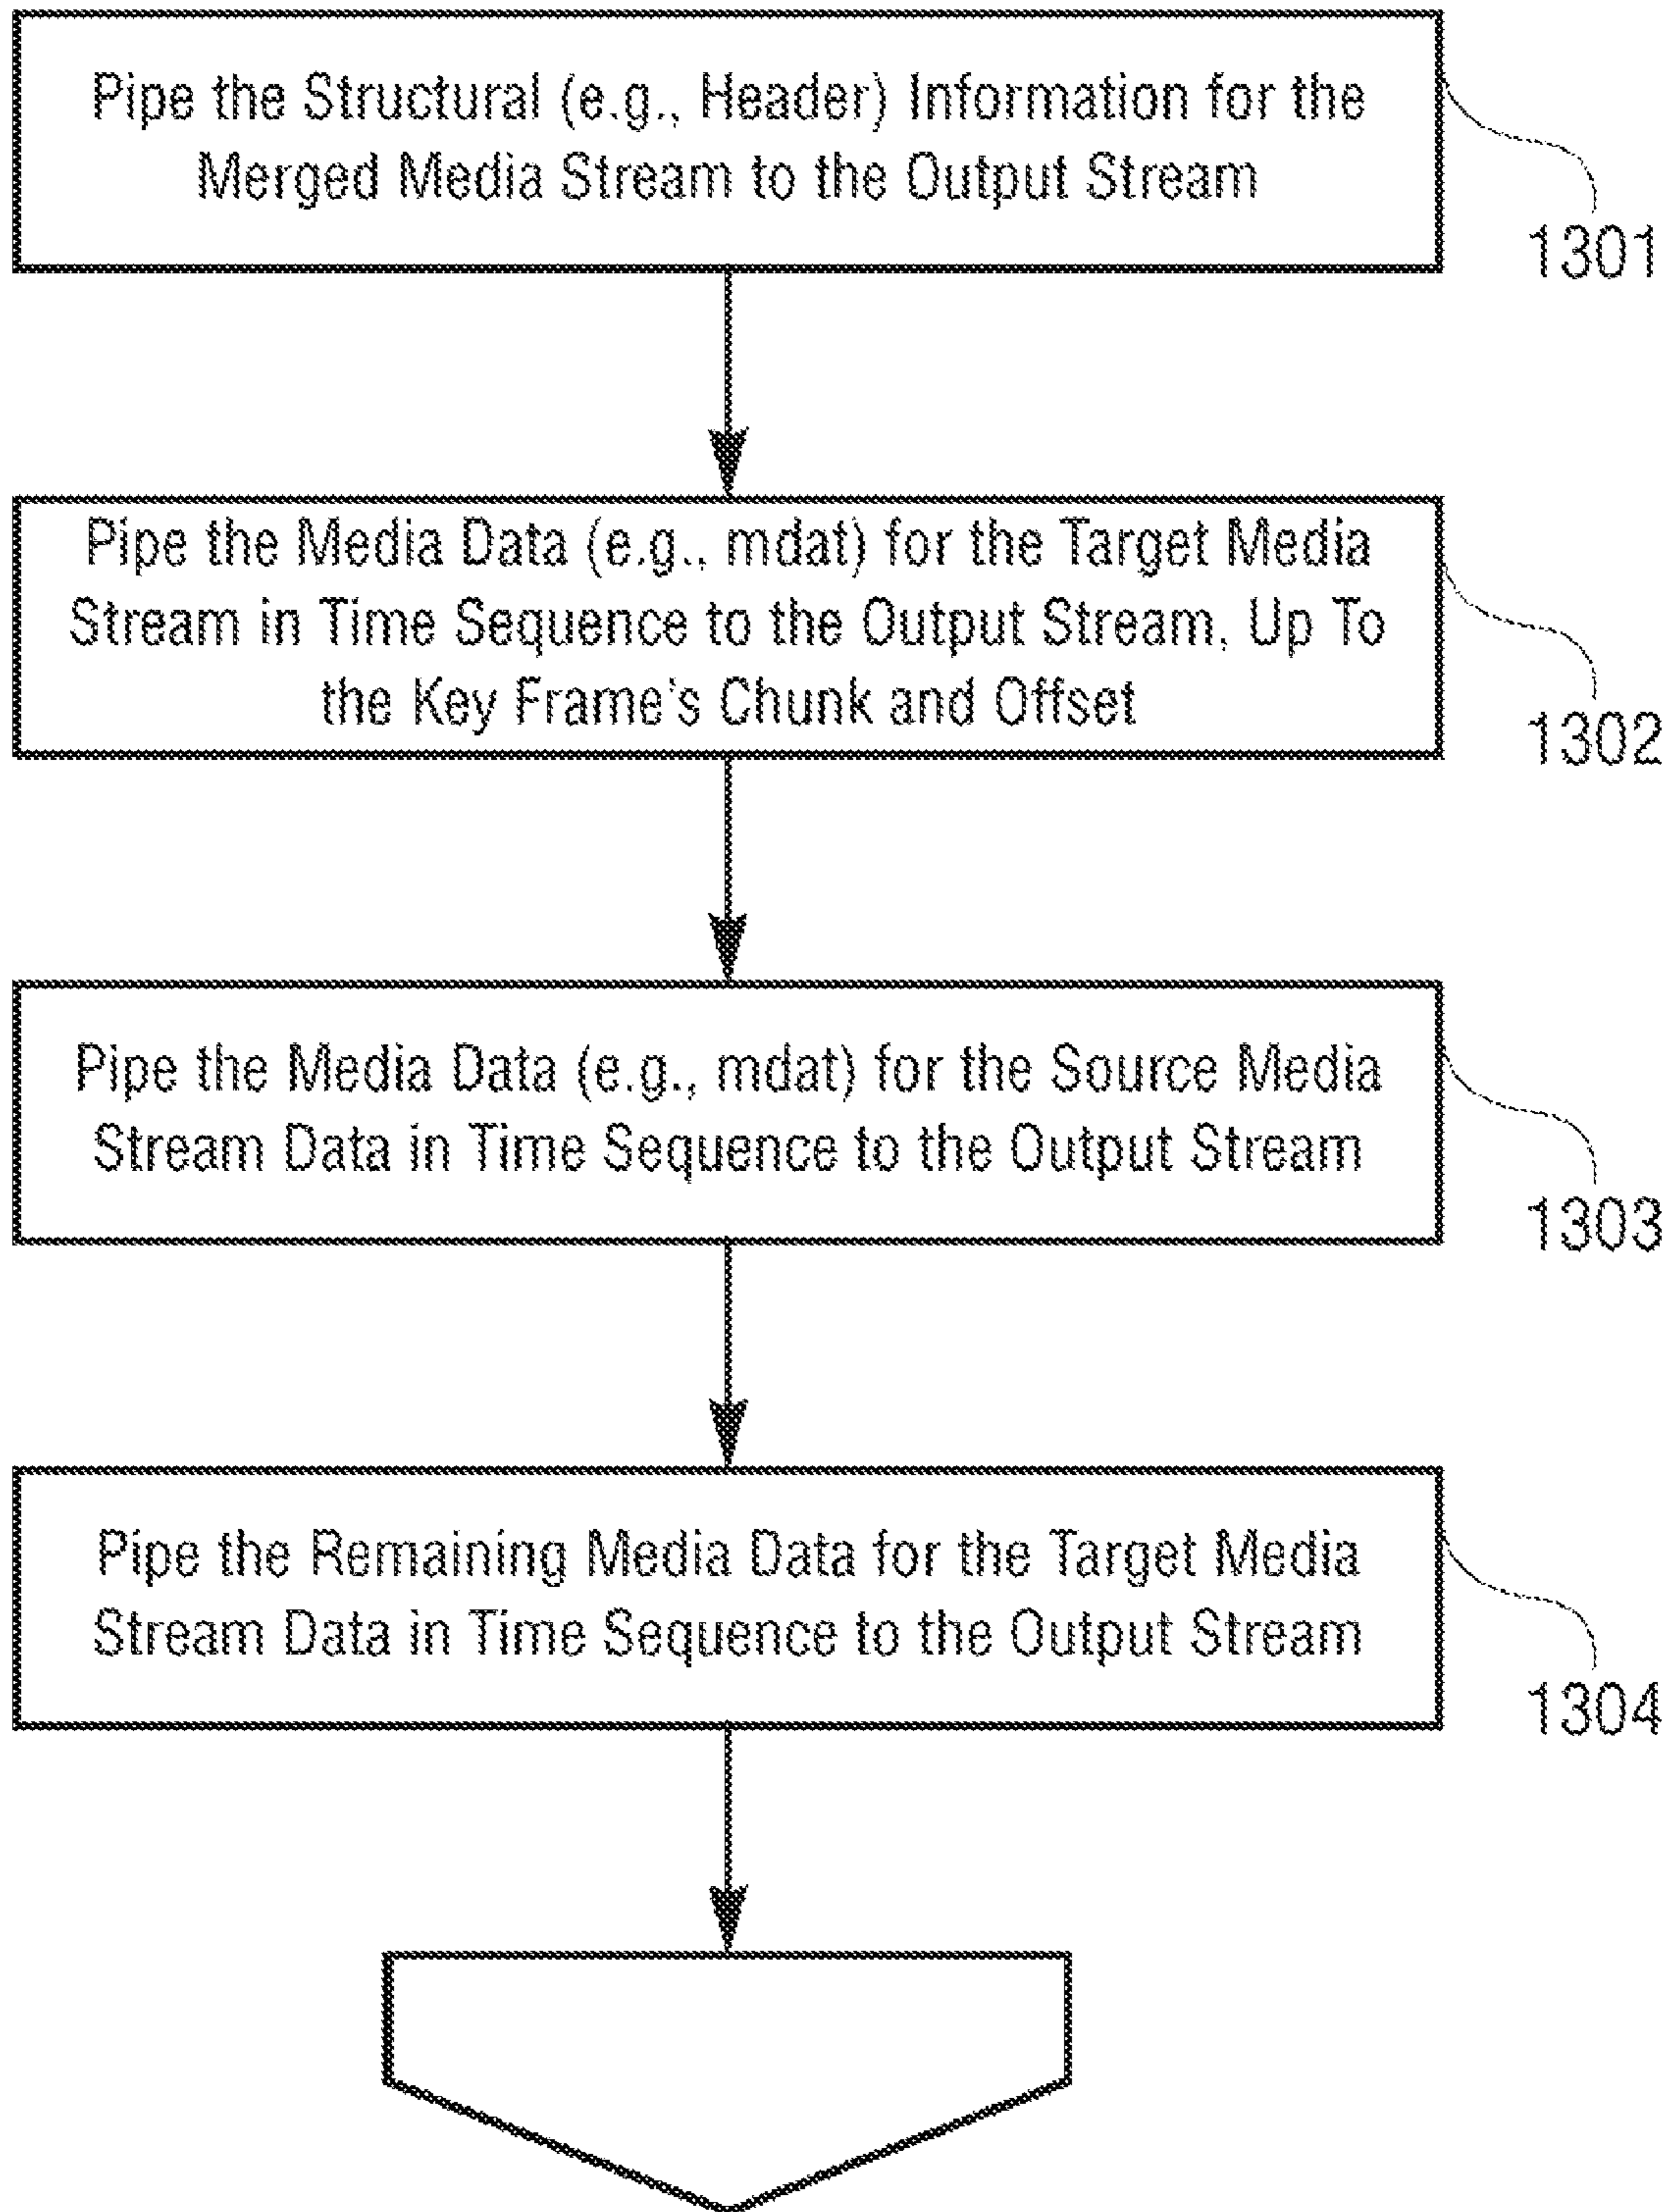 Pipe the Structural (e.g., Header) Information for the
Merged Media Stream to the Output Stream
1301
Pipe the Media Data (e.g., mdat) for the Target Media
Stream in Time Sequence to the Output Stream, Up To
the Key Frame's Chunk and Offset
1302
Pipe the Media Data (e.g., mdat) for the Source Media
Stream Data in Time Sequence to the Output Stream
1303
Pipe the Remaining Media Data for the Target Media
Stream Data in Time Sequence to the Output Stream
1304